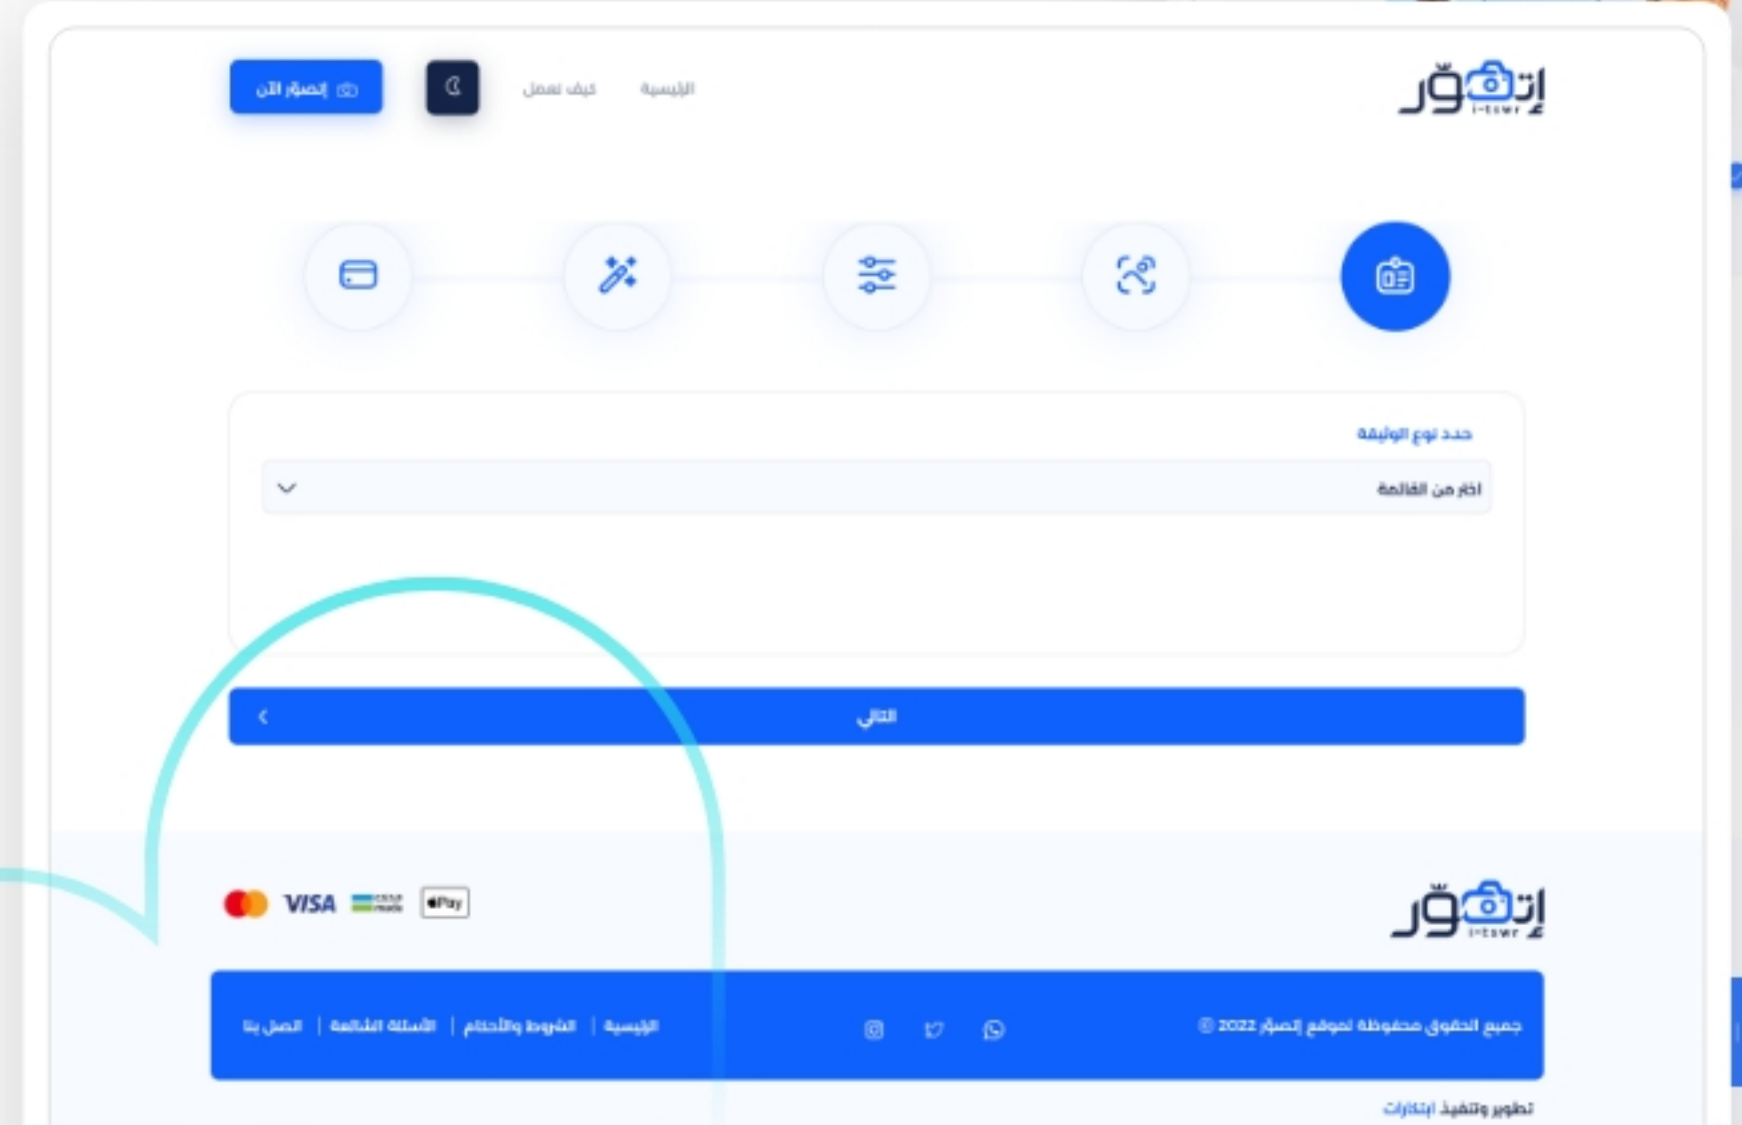 إتصوّر
i-tswr
الرئيسية
كيف نعمل
إتصوّر الآن
حدد نوع الوثيقة
اختر من القائمة
التالي
إتصوّر
i-tswr
Pay
mada
VISA
جميع الحقوق محفوظة لموقع إتصوّر 2022 ©
الرئيسية | الشروط والأحكام | الأسئلة الشائعة | اتصل بنا
تطوير وتنفيذ ابتكارات